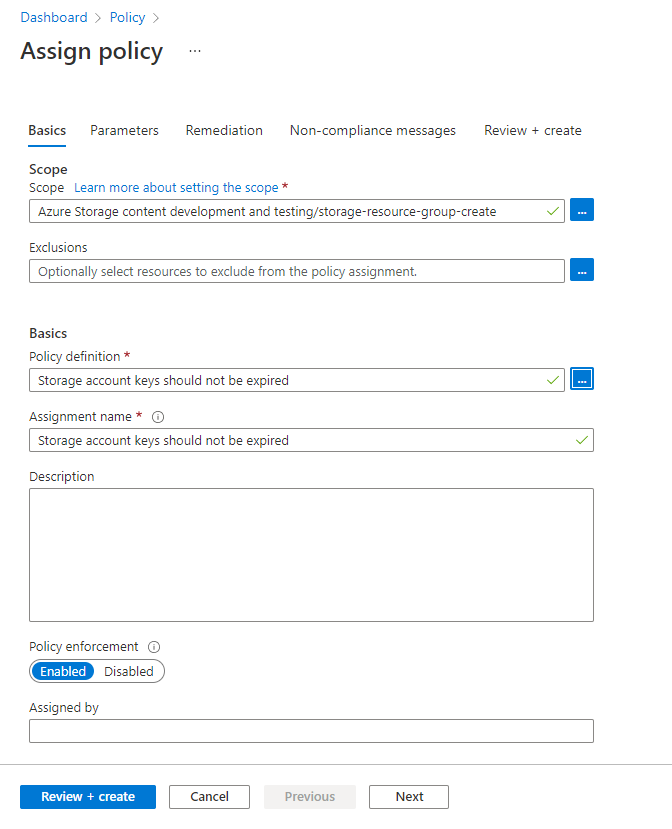 Dashboard > Policy >
Assign policy ...
Basics Parameters Remediation Non-compliance messages Review + create
Scope
Scope Learn more about setting the scope *
Azure Storage content development and testing/storage-resource-group-create ...
Exclusions
Optionally select resources to exclude from the policy assignment. ...
Basics
Policy definition *
Storage account keys should not be expired ...
Assignment name *
Storage account keys should not be expired
Description
Policy enforcement
Enabled Disabled
Assigned by
Review + create Cancel Previous Next